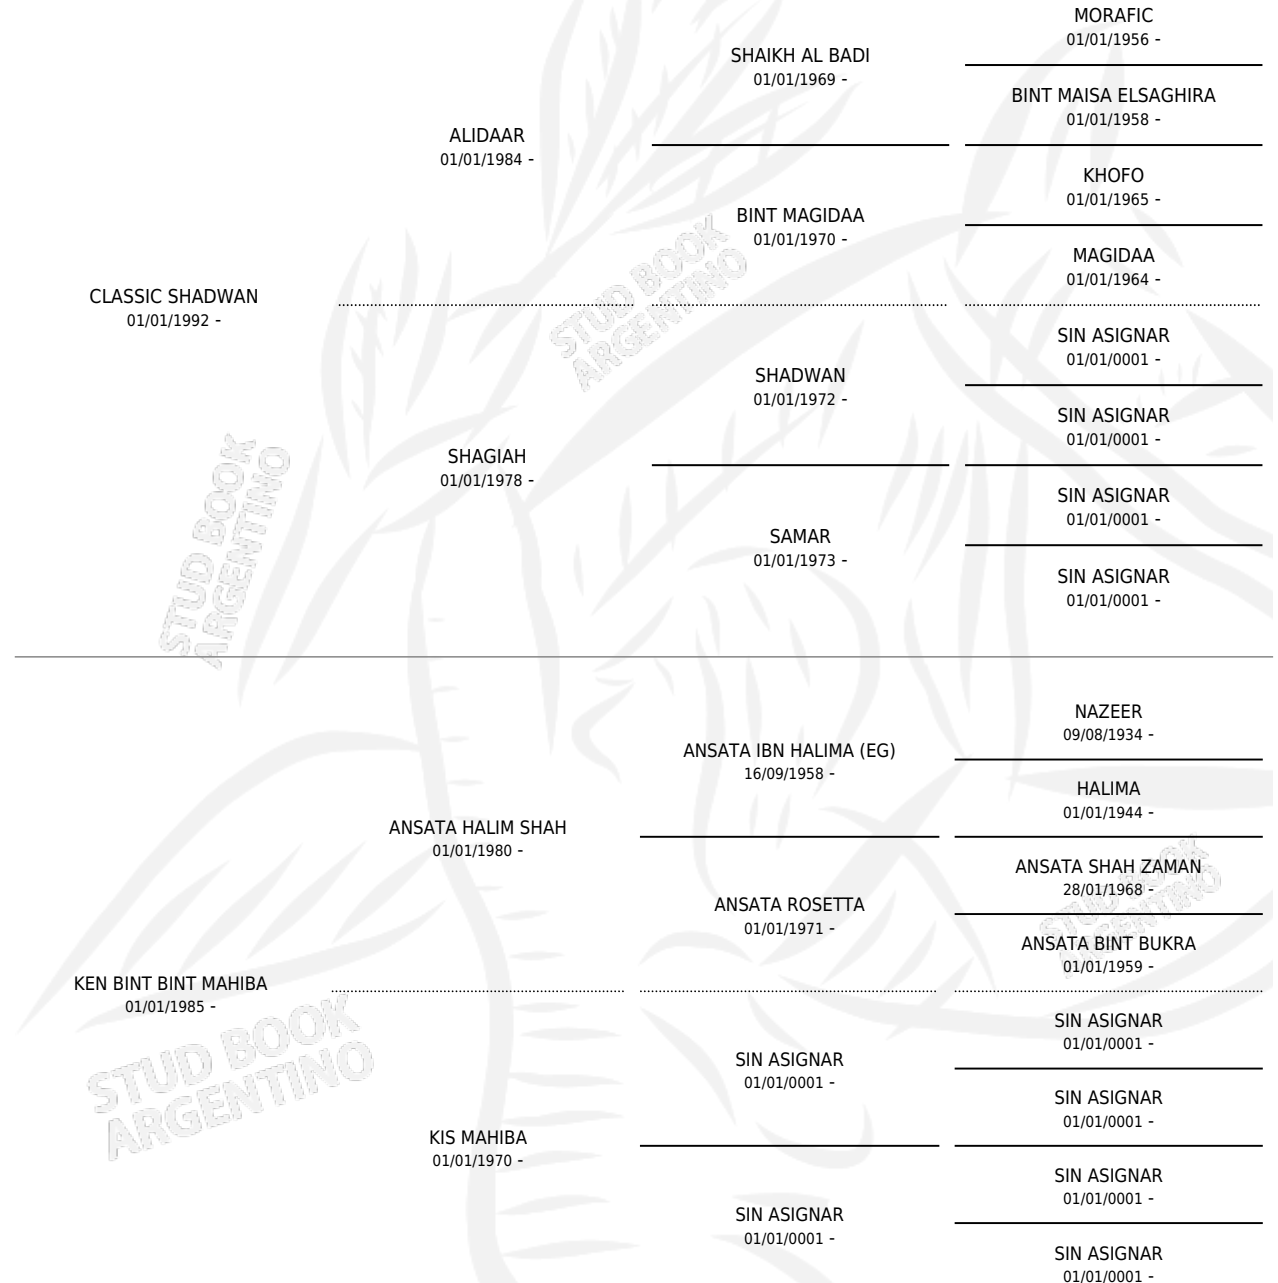 MORAFIC
01/01/1956 -
SHAIKH AL BADI
01/01/1969 -
BINT MAISA ELSAGHIRA
01/01/1958 -
ALIDAAR
01/01/1984 -
KHOFO
01/01/1965 -
BINT MAGIDAA
01/01/1970 -
MAGIDAA
01/01/1964 -
CLASSIC SHADWAN
01/01/1992 -
STUD BOOK
ARGENTINO
SIN ASIGNAR
01/01/0001 -
SHADWAN
01/01/1972 -
SIN ASIGNAR
01/01/0001 -
SHAGIAH
01/01/1978 -
SIN ASIGNAR
01/01/0001 -
SAMAR
01/01/1973 -
SIN ASIGNAR
01/01/0001 -
STUD BOOK
ARGENTINO
NAZEER
09/08/1934 -
ANSATA IBN HALIMA (EG)
16/09/1958 -
HALIMA
01/01/1944 -
ANSATA HALIM SHAH
01/01/1980 -
ANSATA SHAH ZAMAN
28/01/1968 -
ANSATA ROSETTA
01/01/1971 -
STUD BOOK
ARGENTINO
ANSATA BINT BUKRA
01/01/1959 -
KEN BINT BINT MAHIBA
01/01/1985 -
SIN ASIGNAR
01/01/0001 -
SIN ASIGNAR
01/01/0001 -
STUD BOOK
ARGENTINO
SIN ASIGNAR
01/01/0001 -
KIS MAHIBA
01/01/1970 -
SIN ASIGNAR
01/01/0001 -
SIN ASIGNAR
01/01/0001 -
SIN ASIGNAR
01/01/0001 -